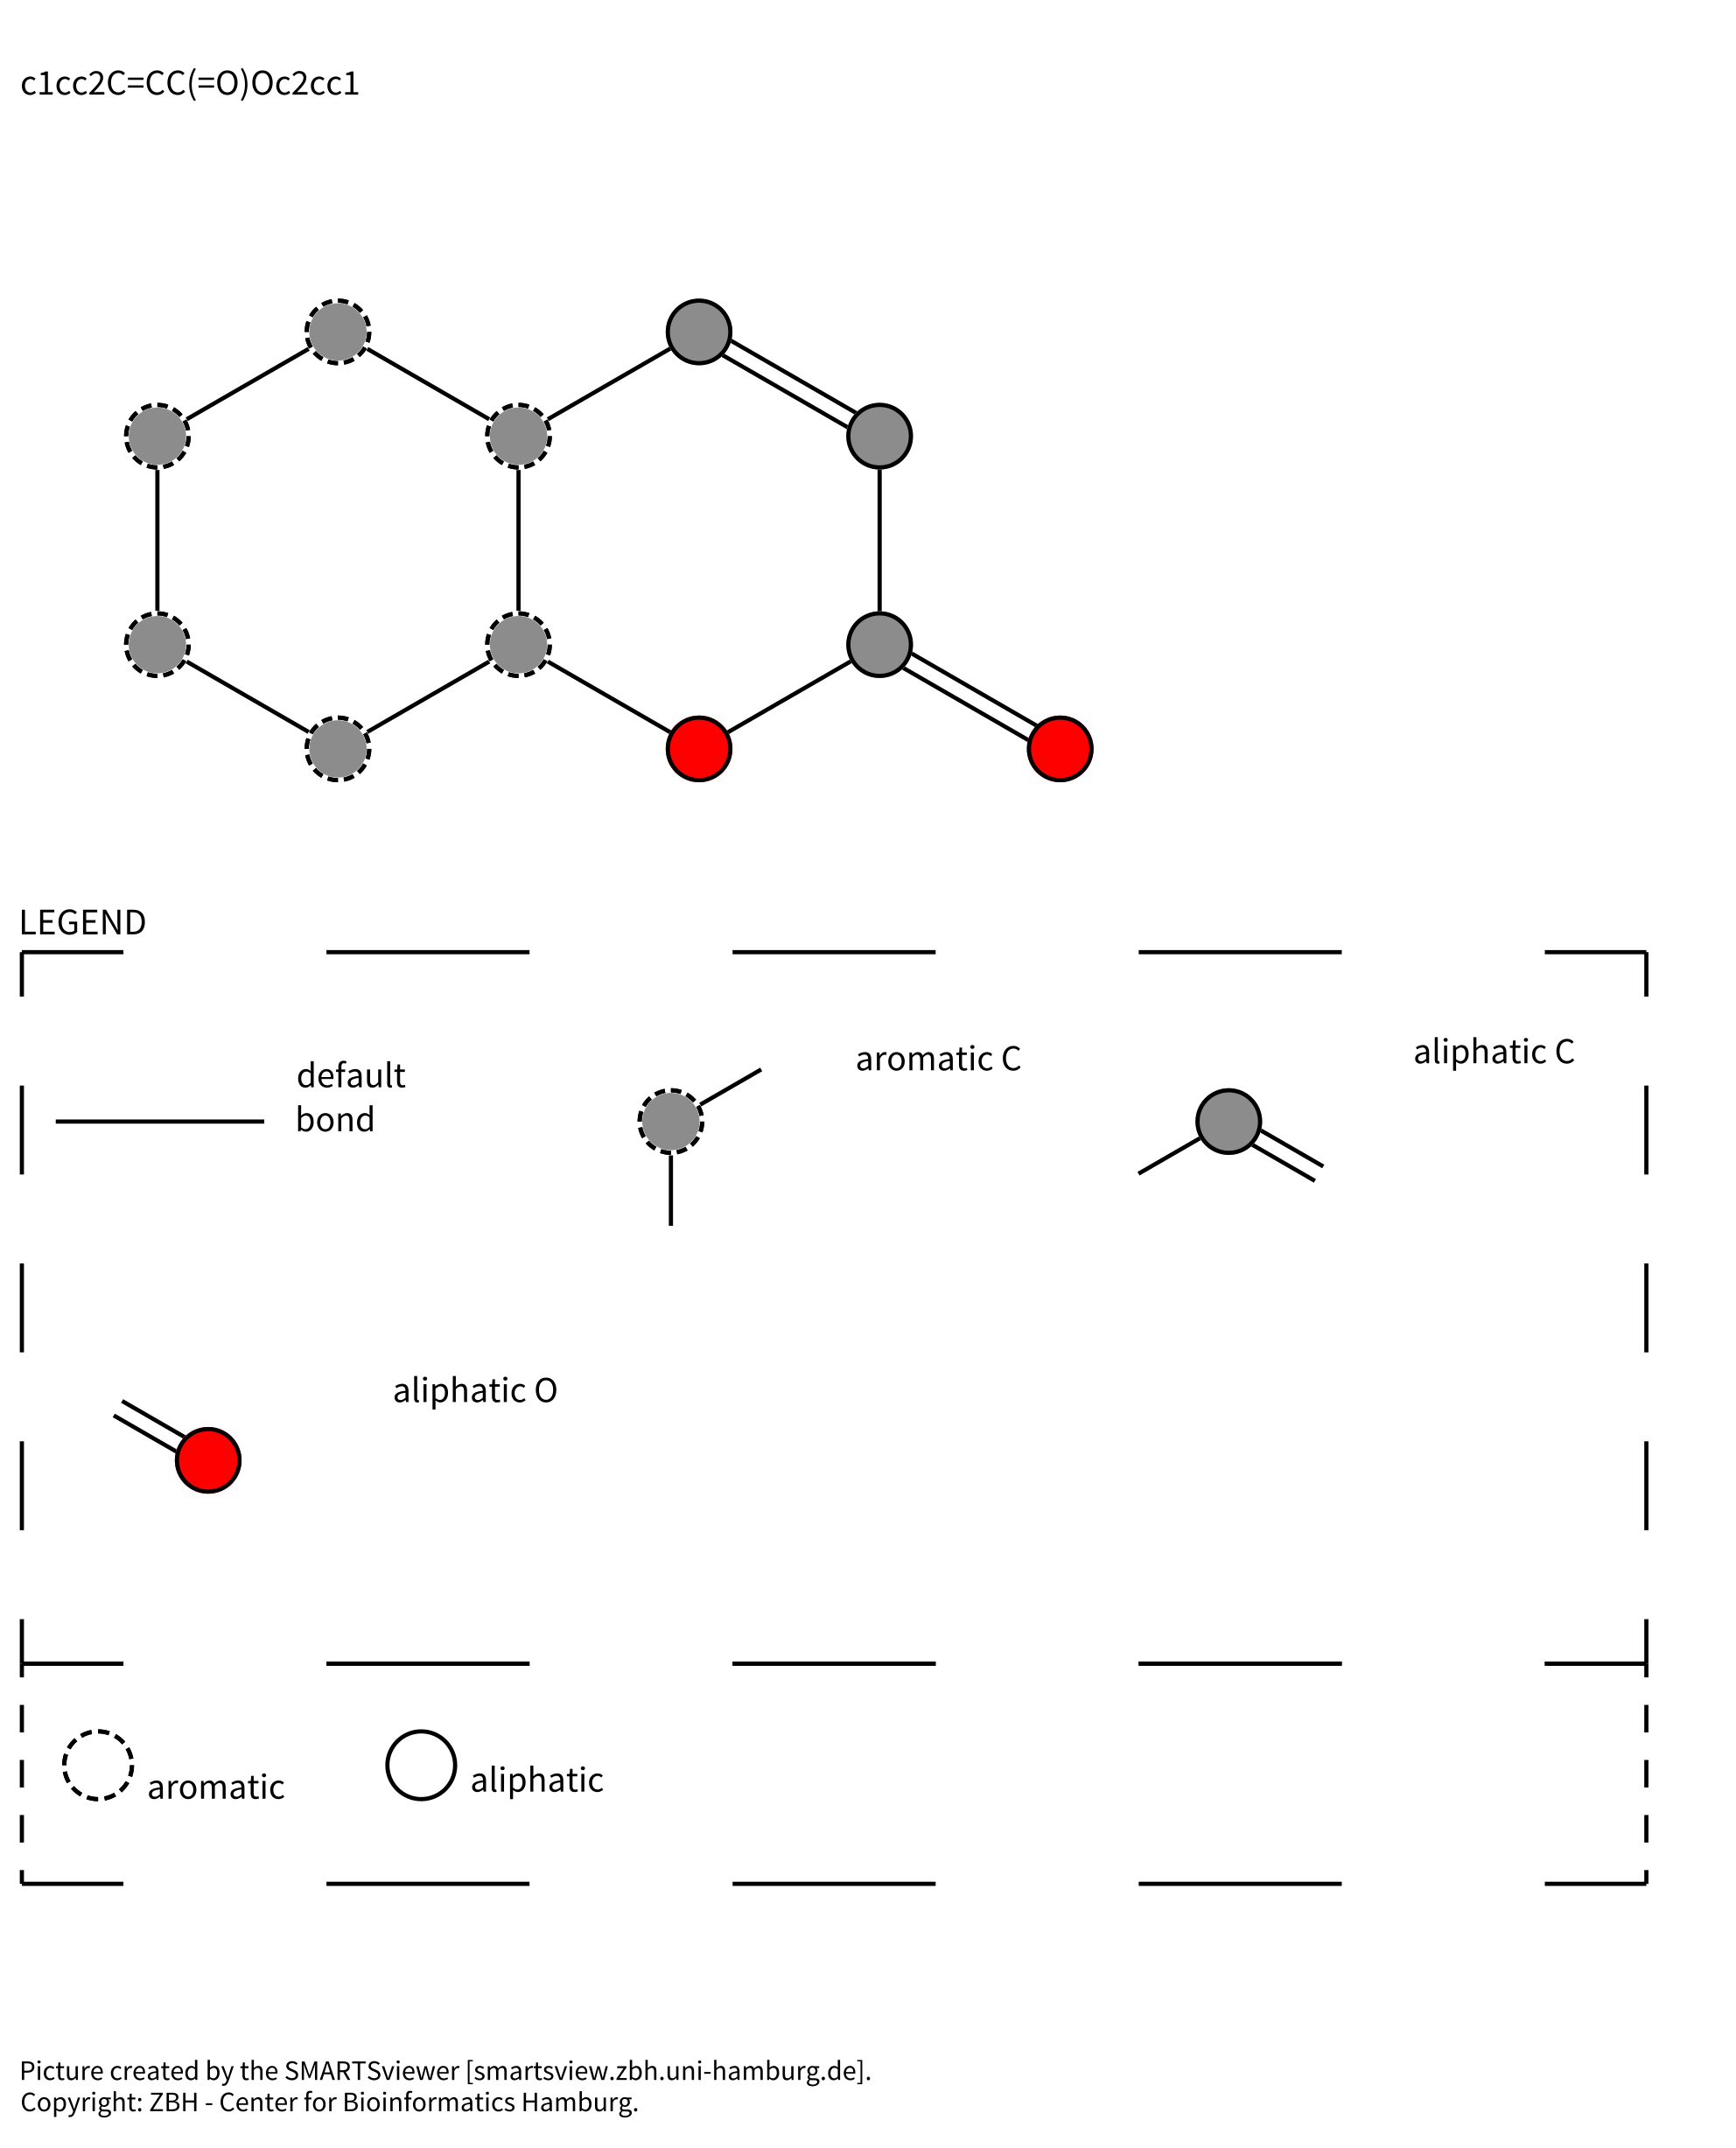 c1cc2C=CC(=O)Oc2cc1
LEGEND
default
bond
aromatic C
aliphatic C
aliphatic O
aromatic
aliphatic
Picture created by the SMARTSviewer [smartsview.zbh.uni-hamburg.de].
Copyright: ZBH - Center for Bioinformatics Hamburg.